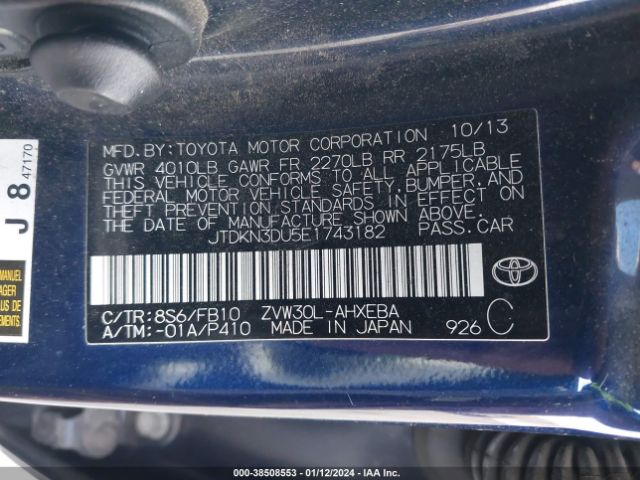 MFD. BY: TOYOTA MOTOR CORPORATION 10/13
GVWR 4010LB GAWR FR 2270LB RR 2175LB
THIS VEHICLE CONFORMS TO ALL APPLICABLE
FEDERAL MOTOR VEHICLE SAFETY, BUMPER, AND
THEFT PREVENTION STANDARDS IN EFFECT ON
THE DATE OF MANUFACTURE SHOWN ABOVE.
JTDKN3DU5E1743182 PASS. CAR
C/TR: 8S6/FB10 ZVW30L-AHXEBA
A/TM: -01A/P410 MADE IN JAPAN 926 C
J 8 47170
Manuel
AGER
000-38508553 - 01/12/2024 - IAA Inc.